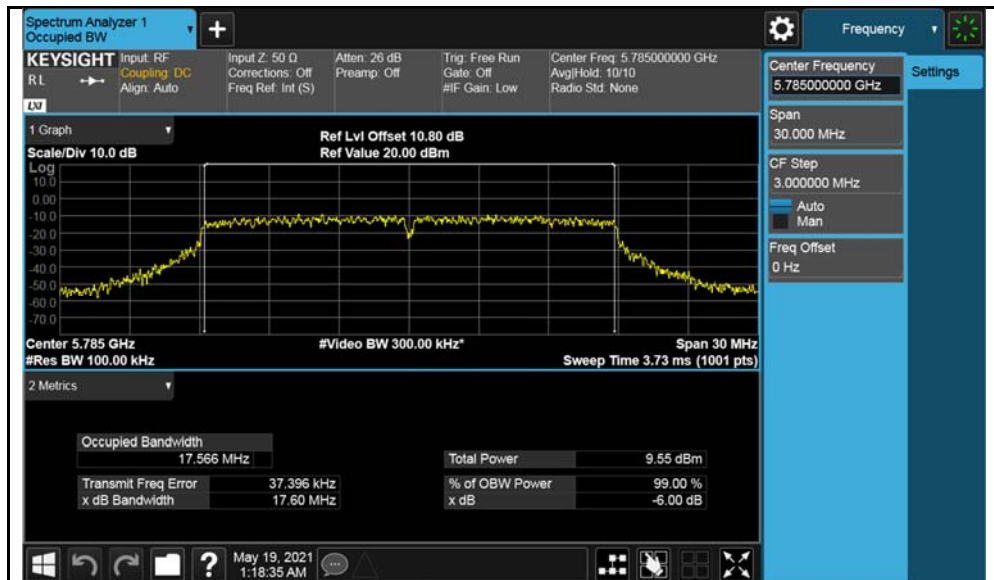 Spectrum Analyzer 1
Occupied BW
+
Frequency
KEYSIGHT
R L
LXI
Input: RF
Coupling: DC
Align: Auto
Input Z: 50 Ω
Corrections: Off
Freq Ref: Int (S)
Atten: 26 dB
Preamp: Off
Trig: Free Run
Gate: Off
#IF Gain: Low
Center Freq: 5.785000000 GHz
Avg|Hold: 10/10
Radio Std: None
Center Frequency
5.785000000 GHz
Settings
Span
30.000 MHz
CF Step
3.000000 MHz
Auto
Man
Freq Offset
0 Hz
1 Graph
Ref Lvl Offset 10.80 dB
Scale/Div 10.0 dB
Ref Value 20.00 dBm
Log
10.0
0.00
-10.0
-20.0
-30.0
-40.0
-50.0
-60.0
-70.0
Center 5.785 GHz
#Video BW 300.00 kHz*
Span 30 MHz
#Res BW 100.00 kHz
Sweep Time 3.73 ms (1001 pts)
2 Metrics
Occupied Bandwidth
17.566 MHz
Total Power 9.55 dBm
Transmit Freq Error 37.396 kHz
% of OBW Power 99.00 %
x dB Bandwidth 17.60 MHz
x dB -6.00 dB
?
May 19, 2021
1:18:35 AM